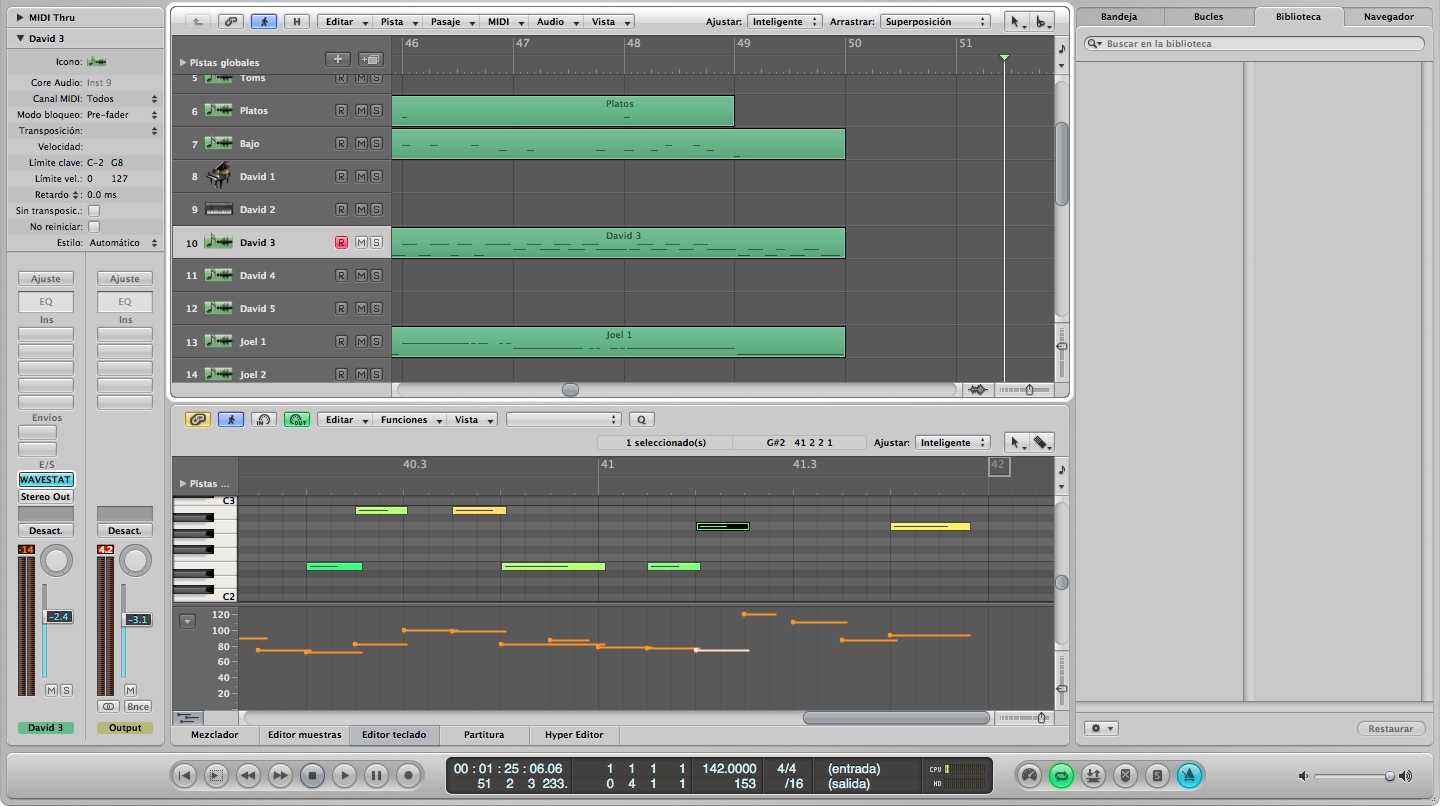 MIDI Thru
David 3
Icono:
Core Audio: Inst 9
Canal MIDI: Todos
Modo bloqueo: Pre-fader
Transposición:
Velocidad:
Límite clave: C-2 G8
Límite vel.: 0 127
Retardo : 0.0 ms
Sin transposic.:
No reiniciar:
Estilo: Automático
Ajuste Ajuste
EQ EQ
Ins Ins
Envíos
E/S
WAVESTAT
Stereo Out
Desact. Desact.
-14 4.2
-2.4 -3.1
M S M
Bnce
David 3 Output
H Editar Pista Pasaje MIDI Audio Vista Ajustar: Inteligente Arrastrar: Superposición
46 47 48 49 50 51
Pistas globales
5 Toms R M S
6 Platos R M S Platos
7 Bajo R M S
8 David 1 R M S
9 David 2 R M S
10 David 3 R M S David 3
11 David 4 R M S
12 David 5 R M S
13 Joel 1 R M S Joel 1
14 Joel 2 R M S
IN OUT Editar Funciones Vista Q
1 seleccionado(s) G#2 41 2 2 1 Ajustar: Inteligente
40.3 41 41.3 42
Pistas ...
C3
C2
120
100
80
60
40
20
Mezclador Editor muestras Editor teclado Partitura Hyper Editor
00 : 01 : 25 : 06.06 1 1 1 1 142.0000 4/4 (entrada) CPU
51 2 3 233. 0 4 1 1 153 /16 (salida) HD
S
Bandeja Bucles Biblioteca Navegador
Buscar en la biblioteca
Restaurar